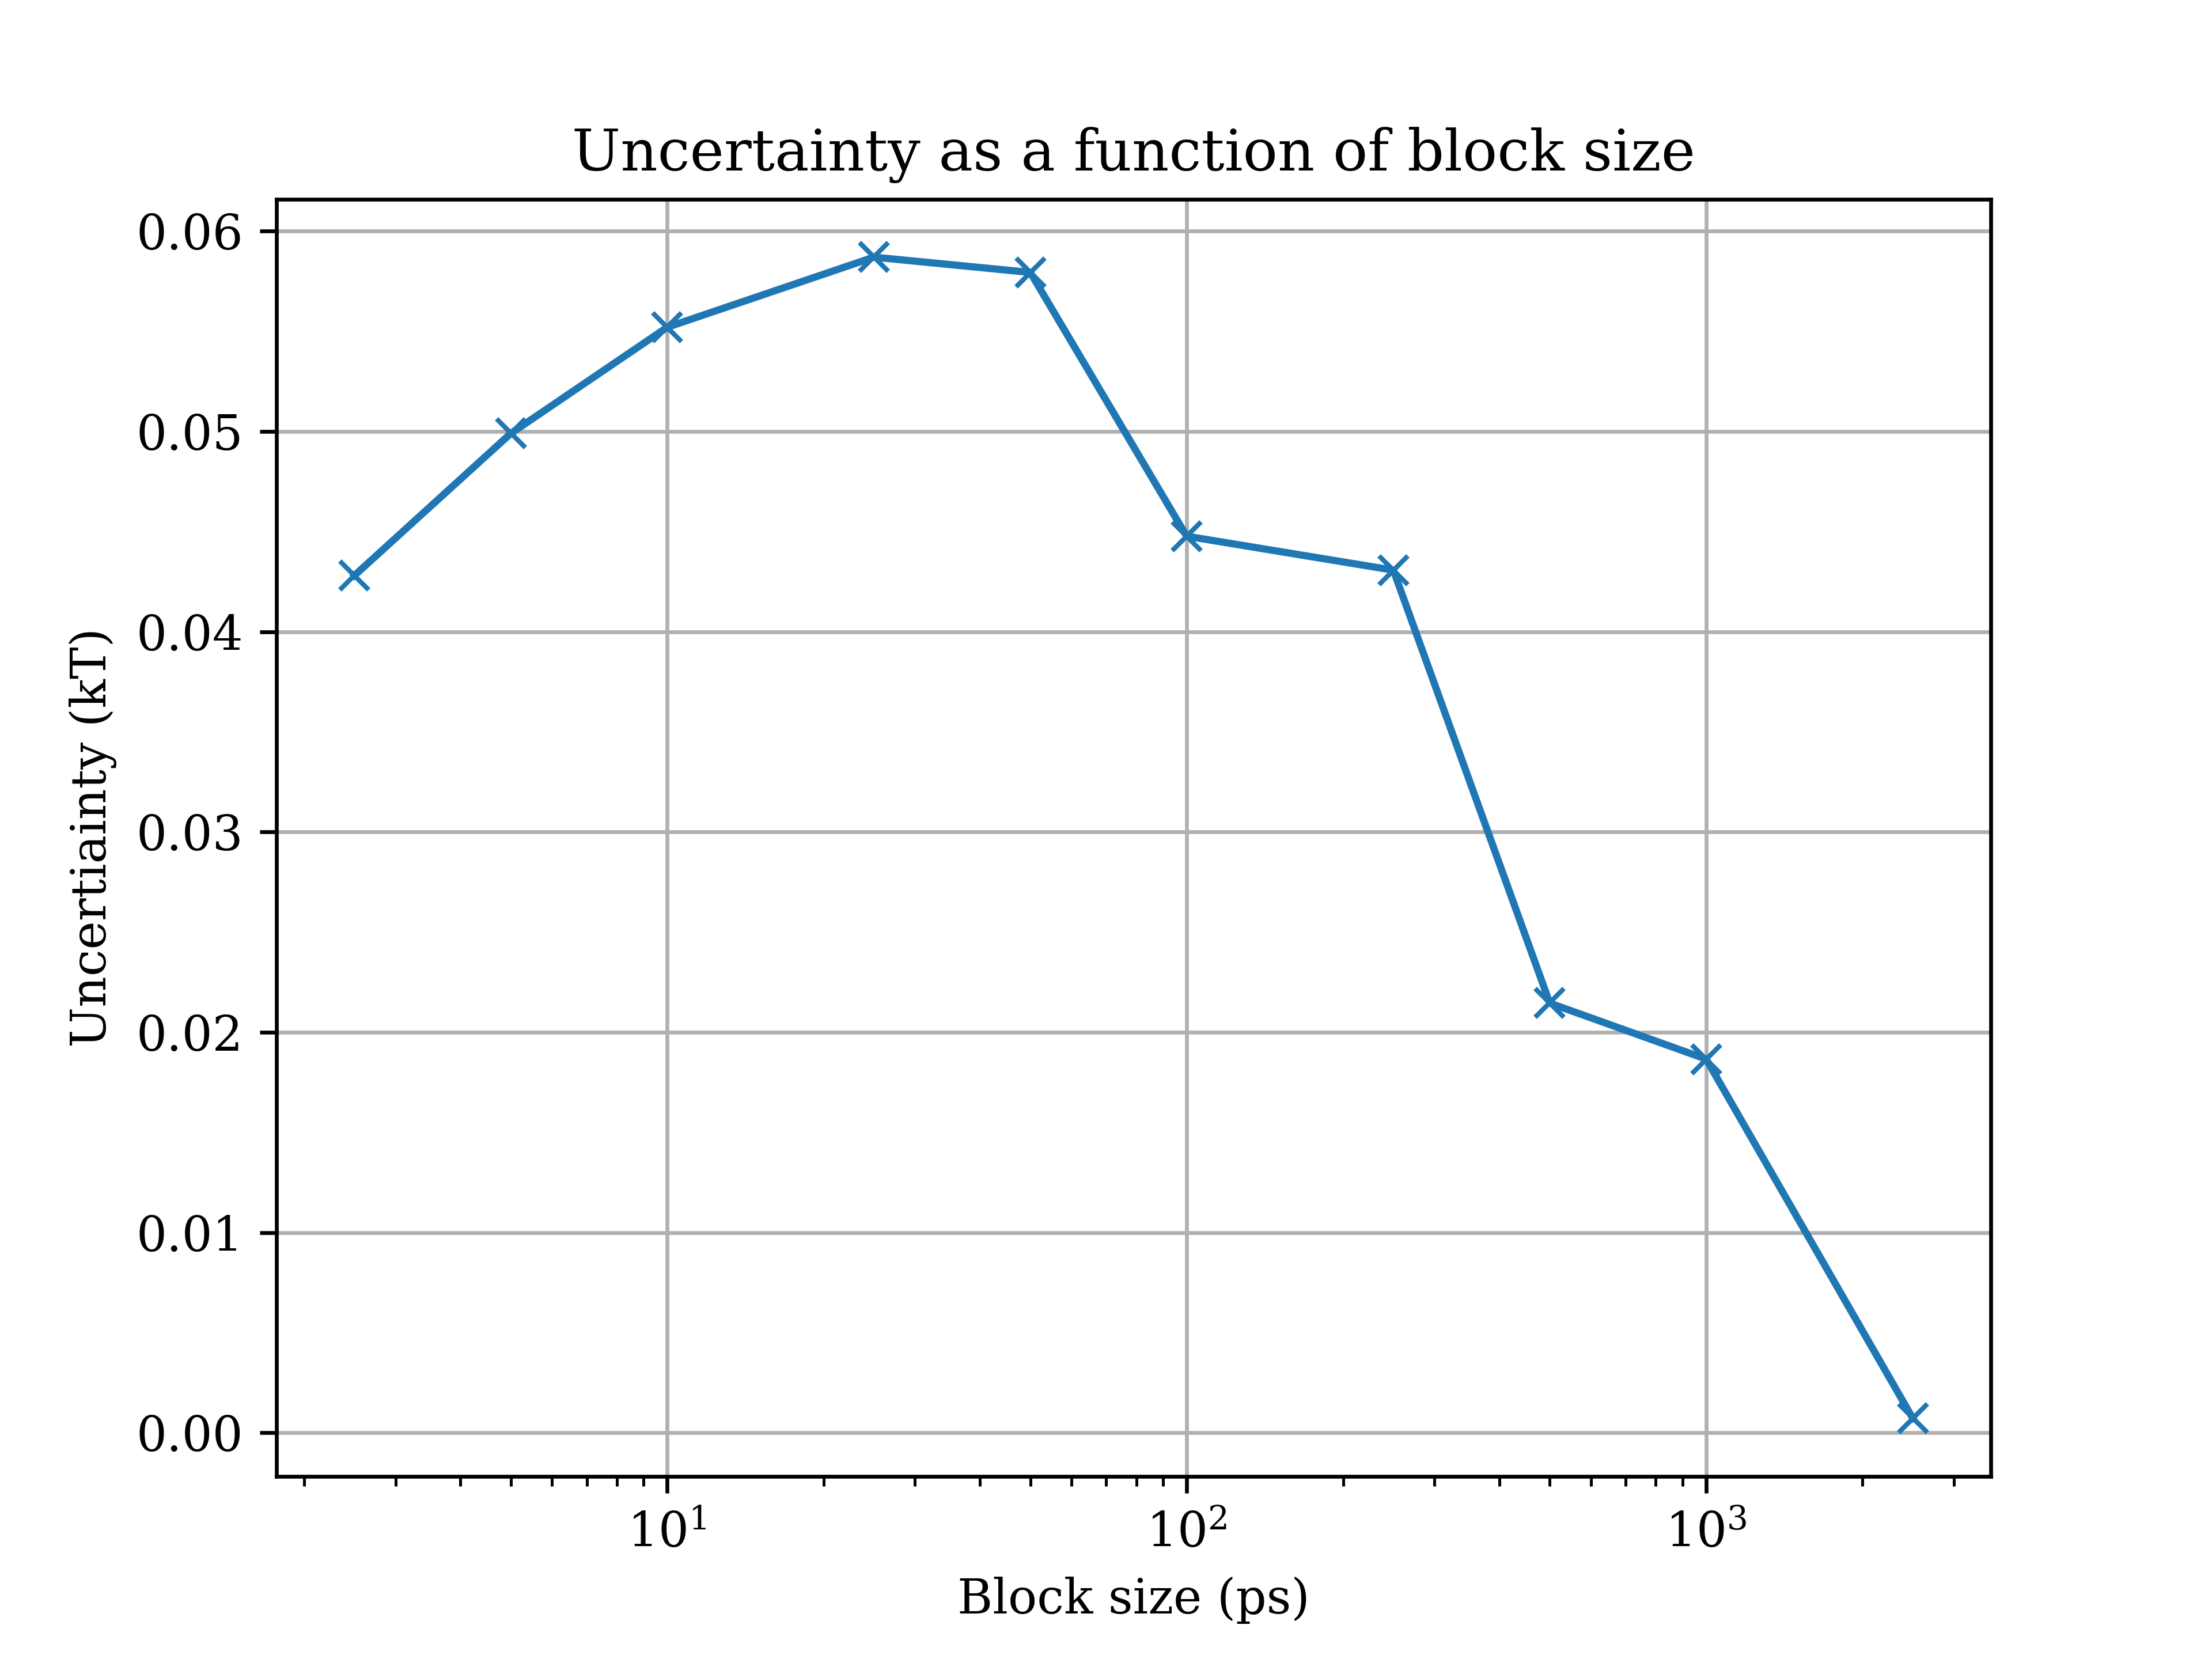 Uncertainty as a function of block size
0.06
0.05
0.04
0.03
0.02
0.01
0.00
Uncertiainty (kT)
10¹ 10² 10³
Block size (ps)